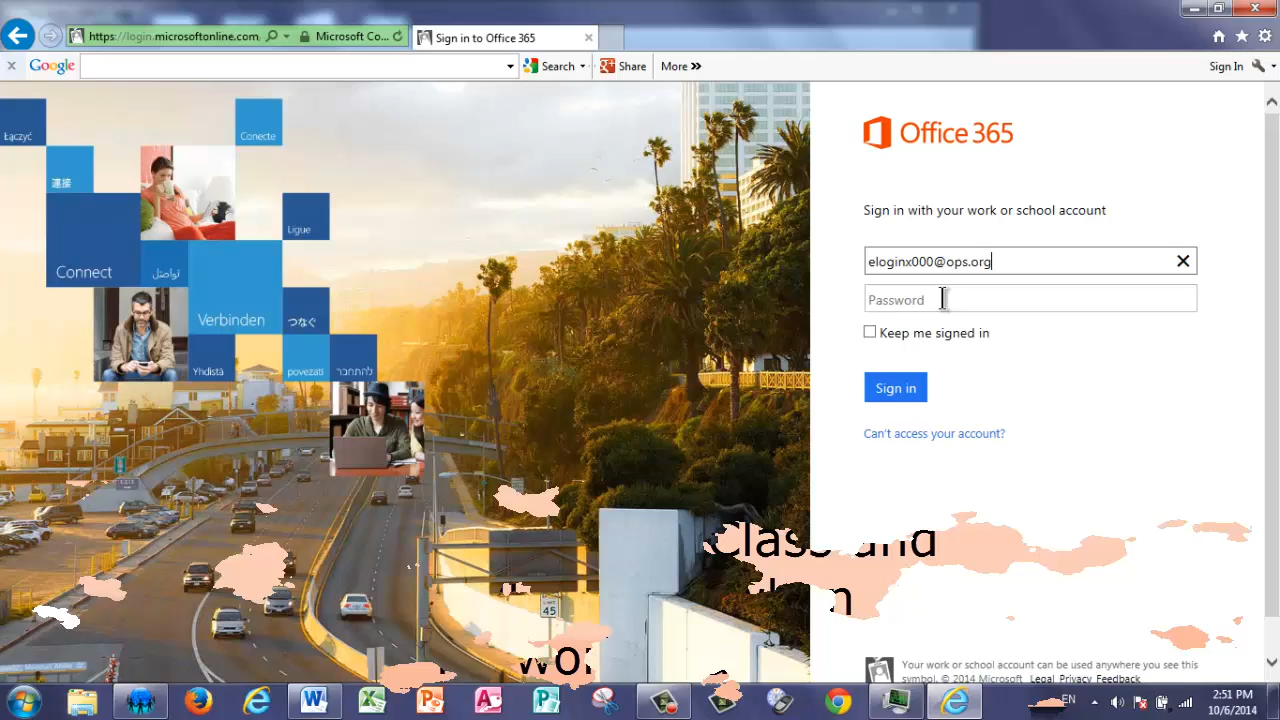 https://login.microsoftonline.com,
Microsoft Co...
Sign in to Office 365
Google
Search
Share
More »
Sign In
Łączyć
Conecte
連接
Ligue
Connect
تواصل
Verbinden
つなぐ
Yhdistä
povezati
להתחבר
Office 365
Sign in with your work or school account
eloginx000@ops.org
Password
Keep me signed in
Sign in
Can't access your account?
Class and
45
Your work or school account can be used anywhere you see this
symbol. © 2014 Microsoft Legal Privacy Feedback
EN
2:51 PM
10/6/2014